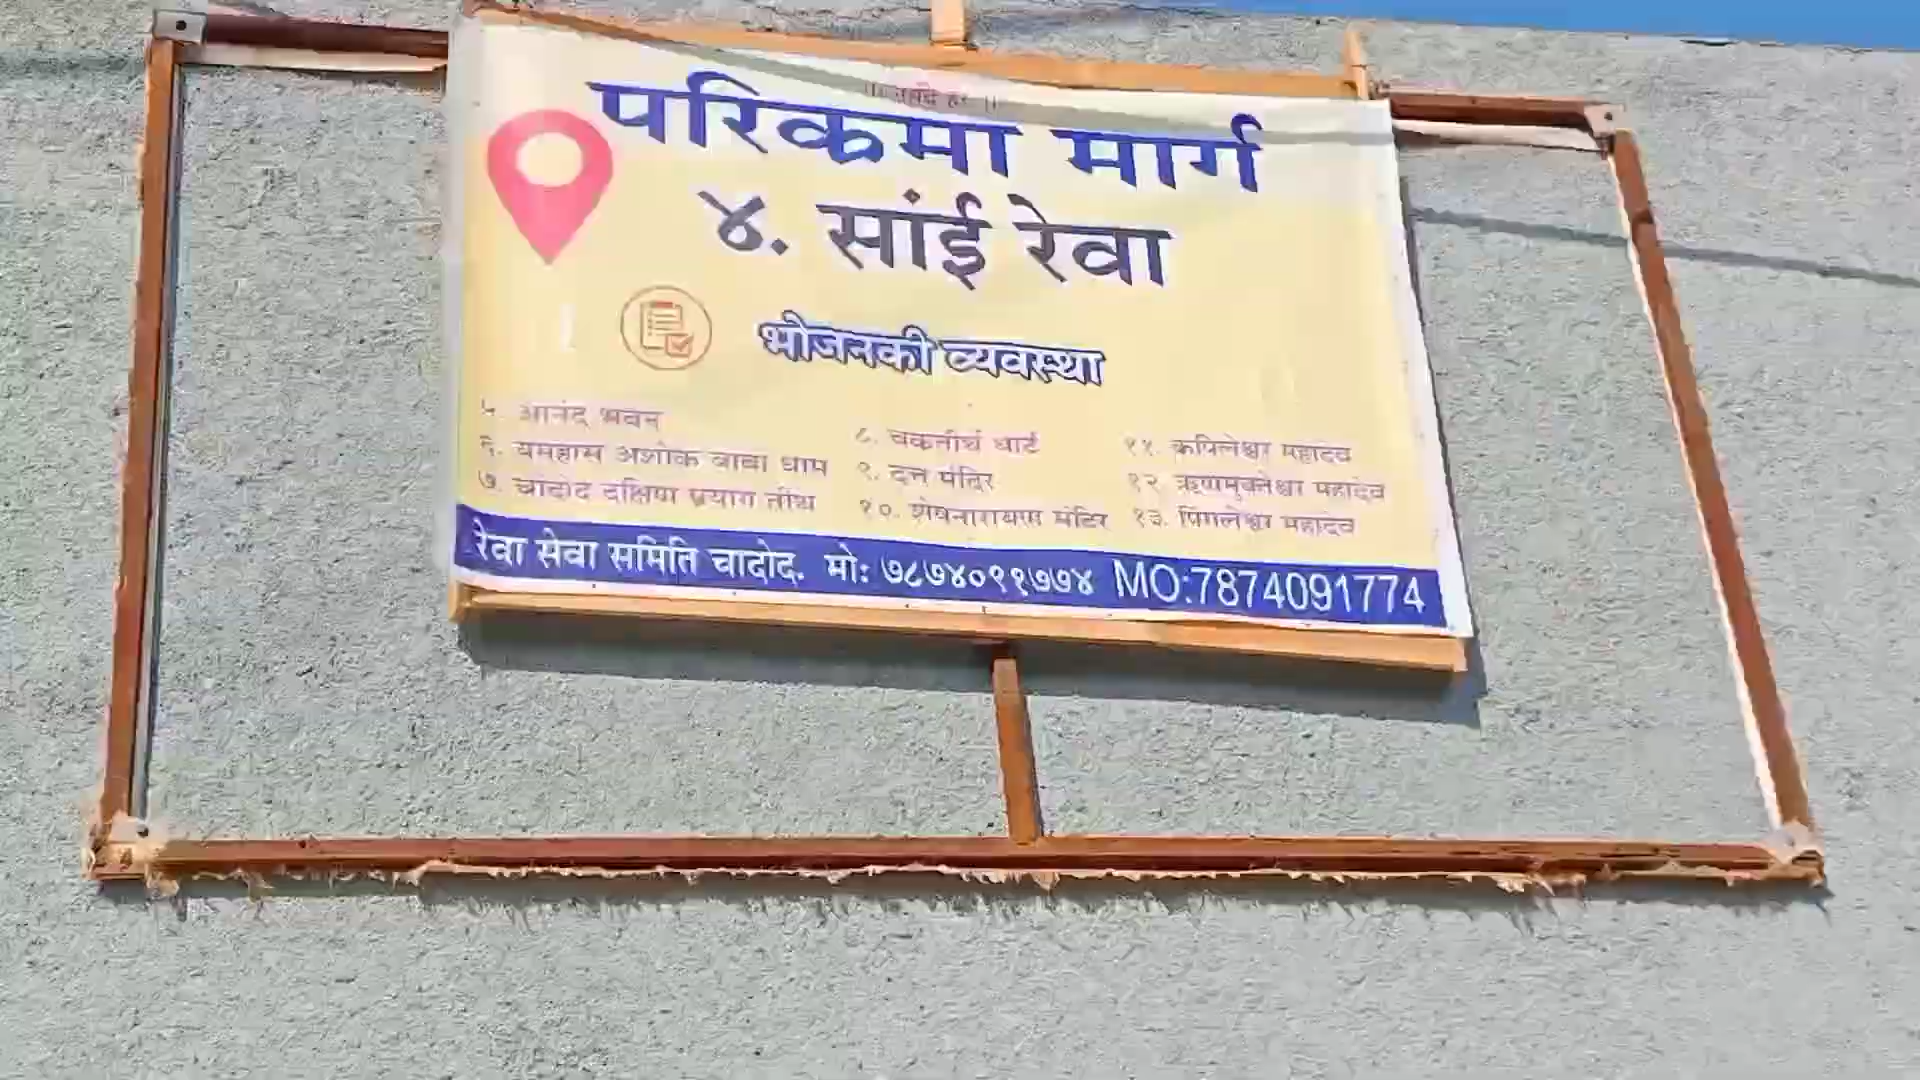 परिक्रमा मार्ग
४. सांई रेवा
भोजनकी व्यवस्था
५. आनंद भवन
६. यमहास अशोक बाबा धाम
७. चांदोद दक्षिण प्रयाग तीर्थ
८. चक्रतीर्थ घाट
९. दत्त मंदिर
१०. शेषनारायण मंदिर
११. कपिलेश्वर महादेव
१२. ऋणमुक्तेश्वर महादेव
१३. पिंगलेश्वर महादेव
रेवा सेवा समिति चादोद. मो: ७८७४०९१७७४ MO:7874091774